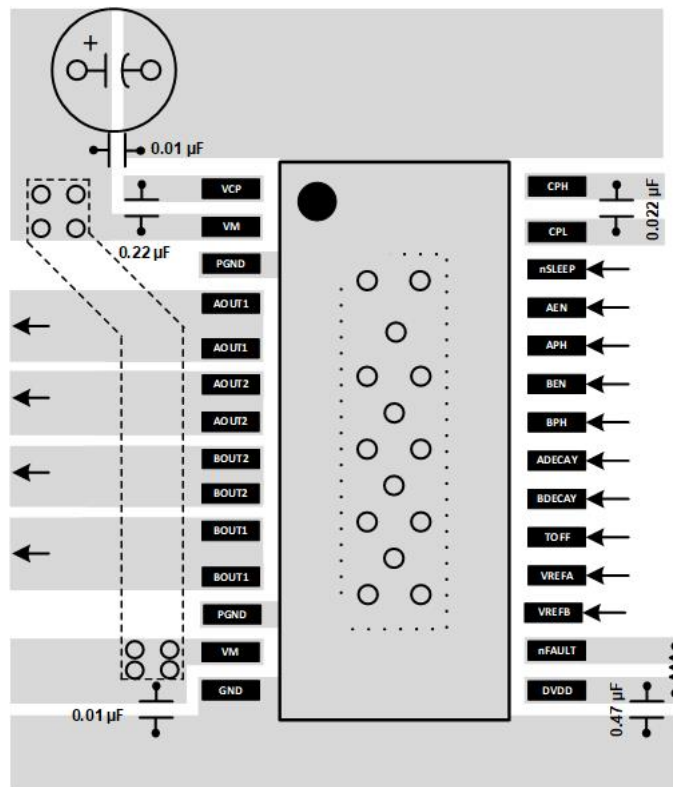 +
0.01 µF
VCP
CPH
0.022 µF
0.22 µF
VM
CPL
PGND
nSLEEP
AOUT1
AEN
AOUT1
APH
AOUT2
BEN
AOUT2
BPH
BOUT2
ADECAY
BOUT2
BDECAY
BOUT1
TOFF
BOUT1
VREFA
PGND
VREFB
VM
nFAULT
GND
DVDD
0.01 µF
0.47 µF